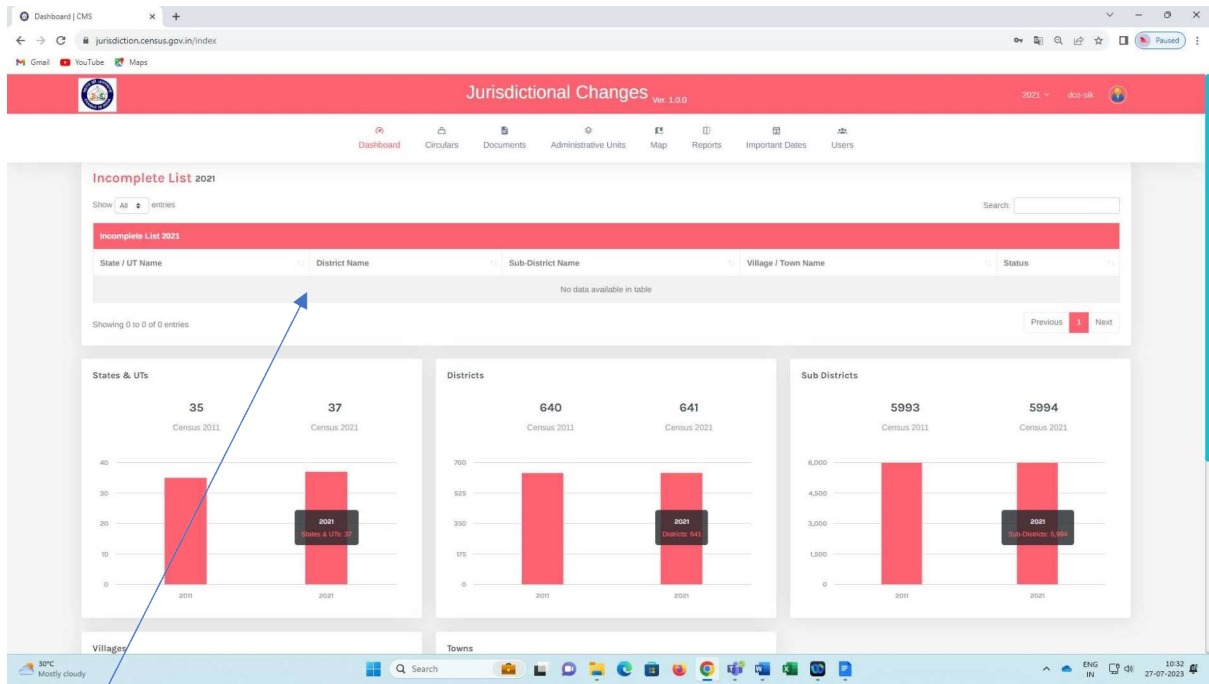 Dashboard | CMS
jurisdiction.census.gov.in/index
Paused
Gmail YouTube Maps
Jurisdictional Changes Ver. 1.0.0
2021 dco-sik
Dashboard Circulars Documents Administrative Units Map Reports Important Dates Users
Incomplete List 2021
Show All entries
Search:
Incomplete List 2021
State / UT Name District Name Sub-District Name Village / Town Name Status
No data available in table
Showing 0 to 0 of 0 entries
Previous 1 Next
States & UTs
35 37
Census 2011 Census 2021
40
30
20
10
0
2021
States & UTs: 37
2011 2021
Districts
640 641
Census 2011 Census 2021
700
525
350
175
0
2021
Districts: 641
2011 2021
Sub Districts
5993 5994
Census 2011 Census 2021
6,000
4,500
3,000
1,500
0
2021
Sub-Districts: 5,994
2011 2021
Villages
Towns
30°C
Mostly cloudy
Search
ENG
IN
10:32
27-07-2023